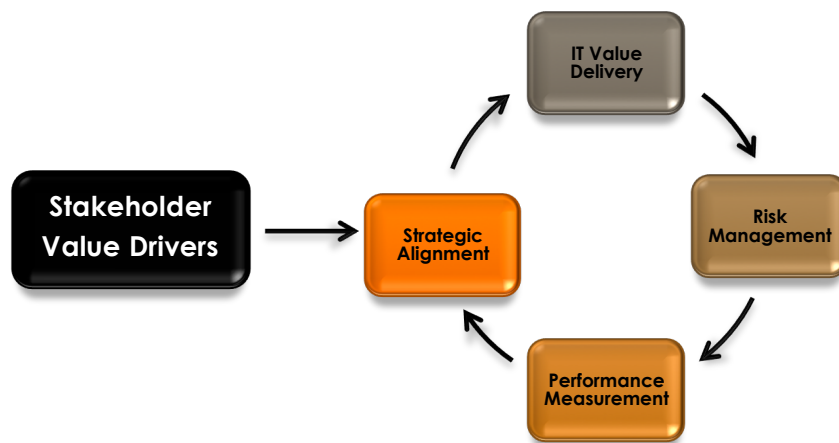 Stakeholder
Value Drivers
Strategic
Alignment
IT Value
Delivery
Risk
Management
Performance
Measurement